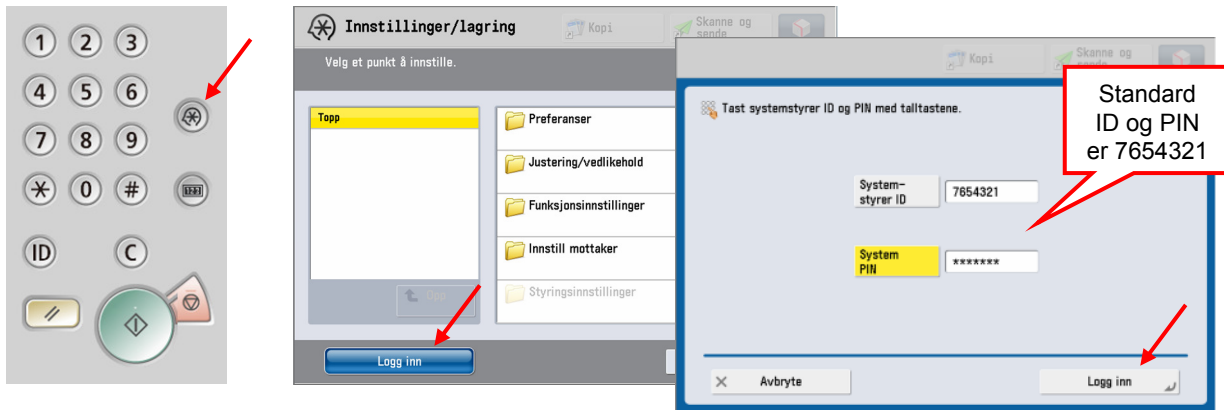 1 2 3
4 5 6
7 8 9
0 #
ID C
Innstillinger/lagring
Kopi
Skanne og
sende
Velg et punkt å innstille.
Topp
Preferanser
Justering/vedlikehold
Funksjonsinnstillinger
Innstill mottaker
Styringsinnstillinger
Opp
Logg inn
Kopi
Skanne og
Tast systemstyrer ID og PIN med talltastene.
System-
styrer ID
7654321
System
PIN
*******
Avbryte
Logg inn
Standard
ID og PIN
er 7654321